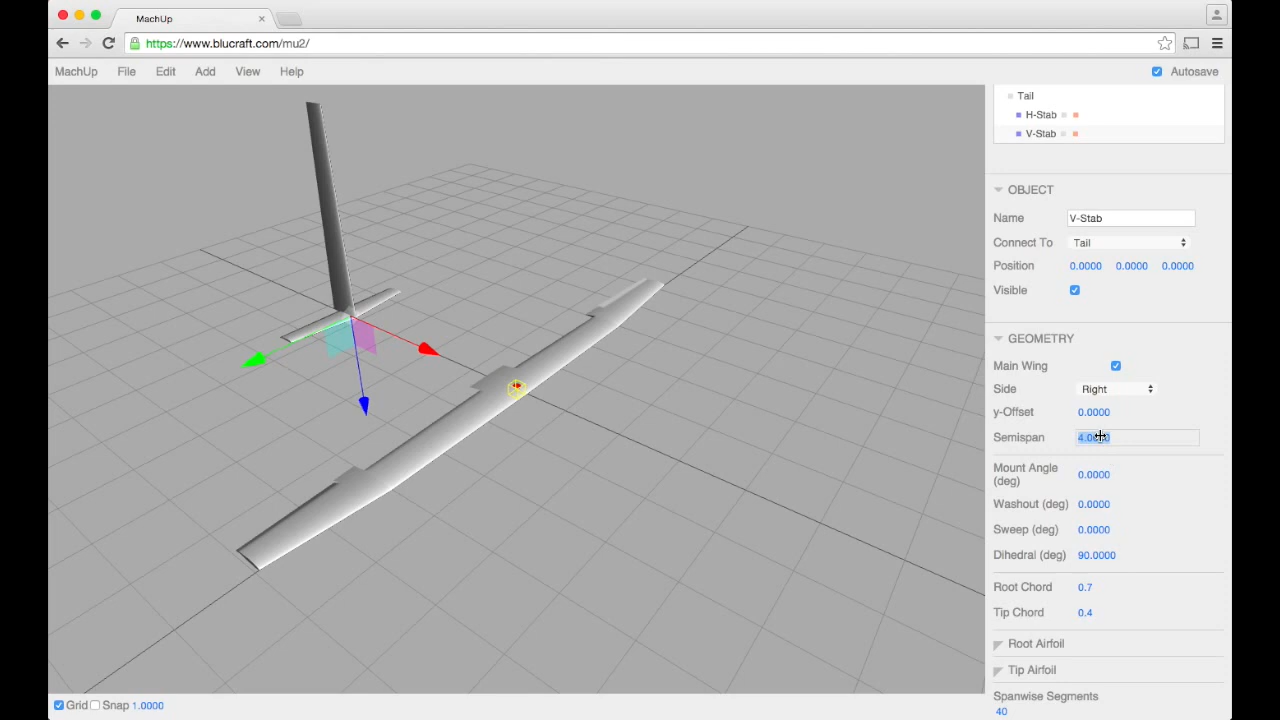 MachUp
https://www.blucraft.com/mu2/
MachUp File Edit Add View Help Autosave
Tail
H-Stab
V-Stab
OBJECT
Name V-Stab
Connect To Tail
Position 0.0000 0.0000 0.0000
Visible
GEOMETRY
Main Wing
Side Right
y-Offset 0.0000
Semispan
Mount Angle
(deg) 0.0000
Washout (deg) 0.0000
Sweep (deg) 0.0000
Dihedral (deg) 90.0000
Root Chord 0.7
Tip Chord 0.4
Root Airfoil
Tip Airfoil
Spanwise Segments
40
Grid Snap 1.0000